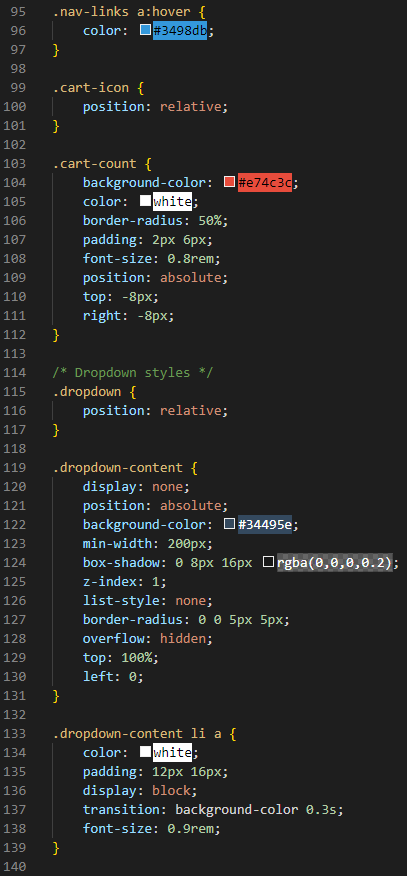 95 .nav-links a:hover {
96     color: #3498db;
97 }
98
99 .cart-icon {
100     position: relative;
101 }
102
103 .cart-count {
104     background-color: #e74c3c;
105     color: white;
106     border-radius: 50%;
107     padding: 2px 6px;
108     font-size: 0.8rem;
109     position: absolute;
110     top: -8px;
111     right: -8px;
112 }
113
114 /* Dropdown styles */
115 .dropdown {
116     position: relative;
117 }
118
119 .dropdown-content {
120     display: none;
121     position: absolute;
122     background-color: #34495e;
123     min-width: 200px;
124     box-shadow: 0 8px 16px rgba(0,0,0,0.2);
125     z-index: 1;
126     list-style: none;
127     border-radius: 0 0 5px 5px;
128     overflow: hidden;
129     top: 100%;
130     left: 0;
131 }
132
133 .dropdown-content li a {
134     color: white;
135     padding: 12px 16px;
136     display: block;
137     transition: background-color 0.3s;
138     font-size: 0.9rem;
139 }
140